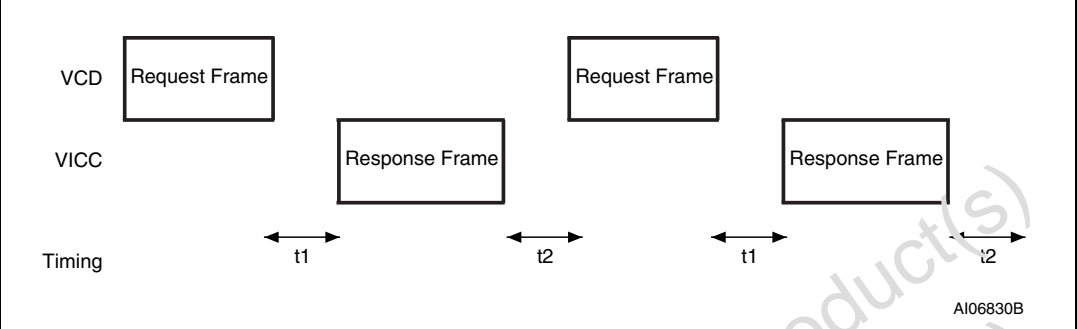 VCD
Request Frame
Request Frame
VICC
Response Frame
Response Frame
Timing
t1
t2
t1
t2
AI06830B